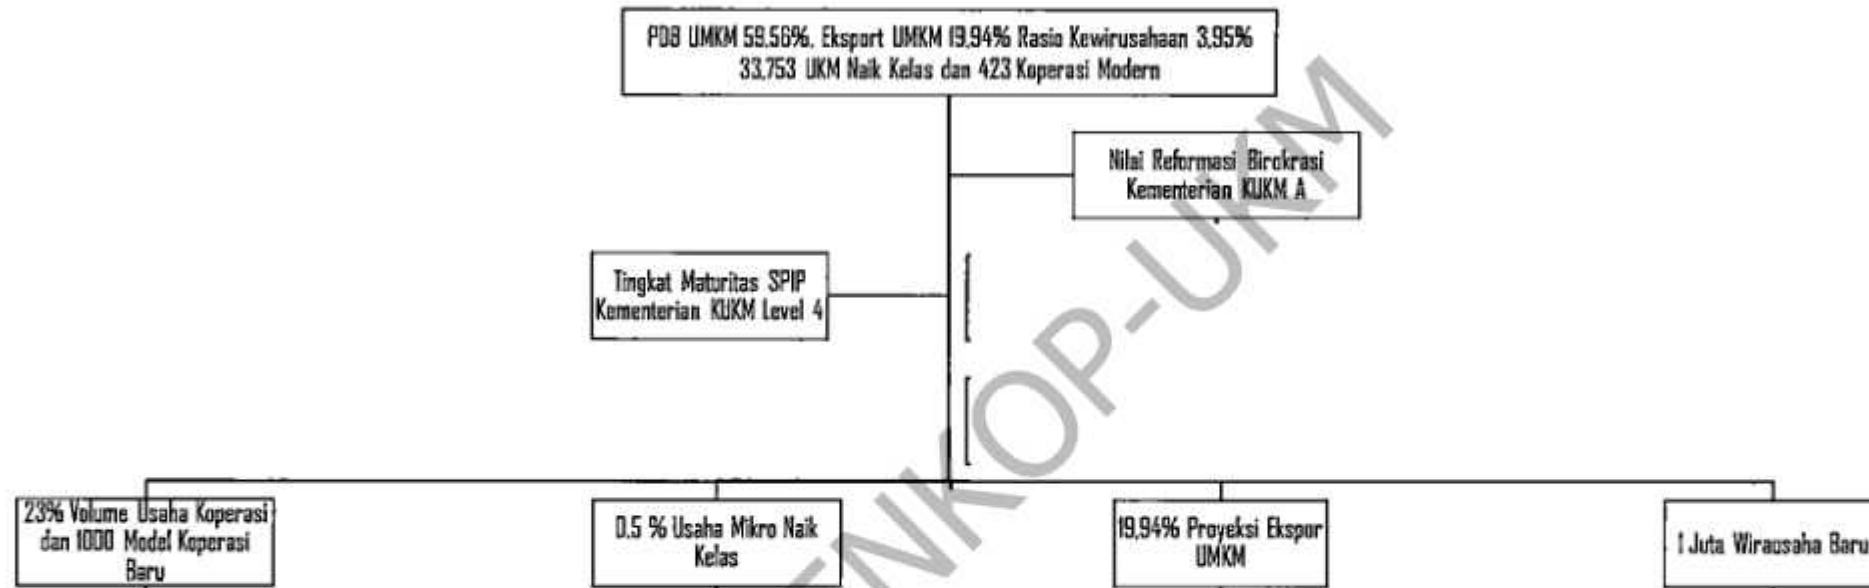 PDB UMKM 59.56%. Eksport UMKM 19,94% Rasio Kewirusahaan 3,95%
33,753 UKM Naik Kelas dan 423 Koperasi Modern
Nilai Reformasi Birokrasi
Kementerian KUKM A
Tingkat Maturitas SPIP
Kementerian KUKM Level 4
23% Volume Usaha Koperasi
dan 1000 Model Koperasi
Baru
0.5 % Usaha Mikro Naik
Kelas
19,94% Proyeksi Ekspor
UMKM
1 Juta Wirausaha Baru
ENKOP-UKM